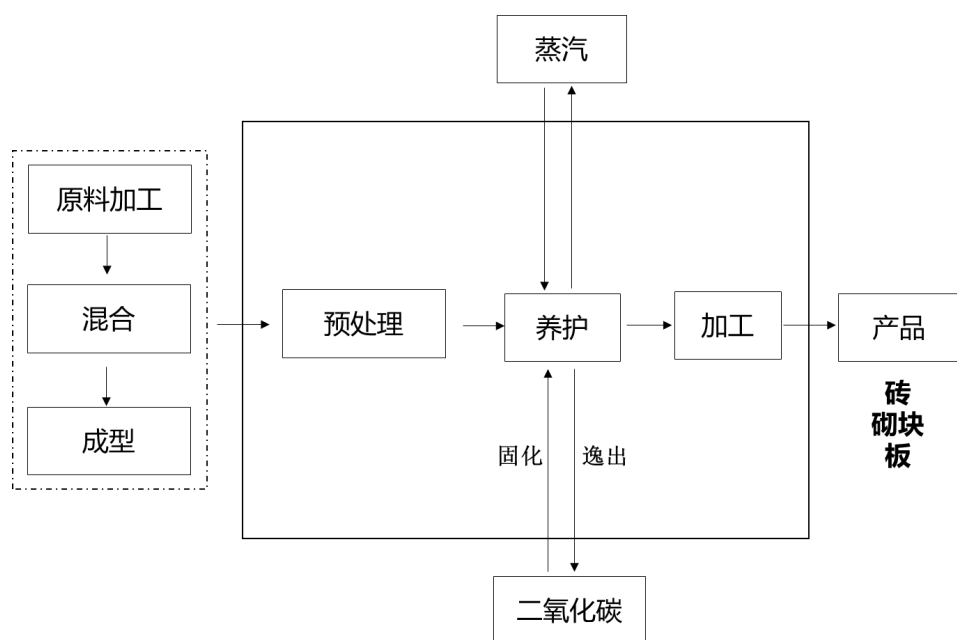 蒸汽
原料加工
混合
成型
预处理
养护
加工
产品
砖
砌块
板
固化
逸出
二氧化碳